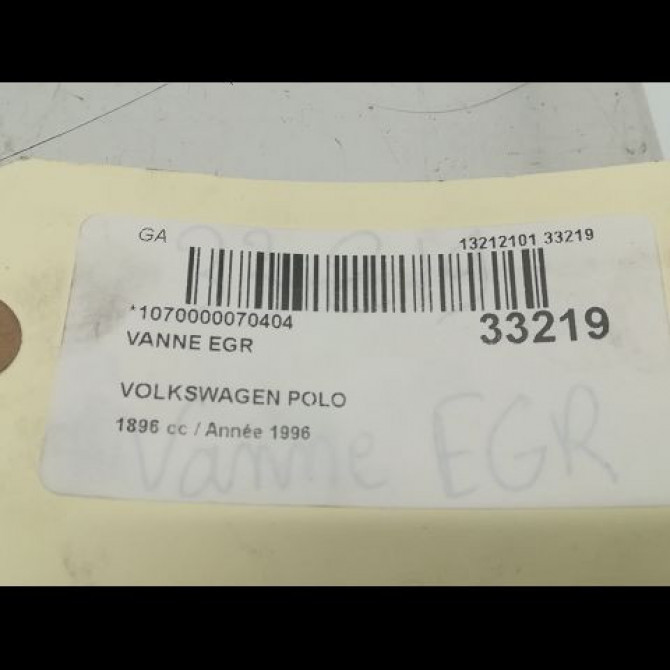 GA
13212101 33219
*1070000070404
33219
VANNE EGR
VOLKSWAGEN POLO
1896 cc / Année 1996
Vanne EGR